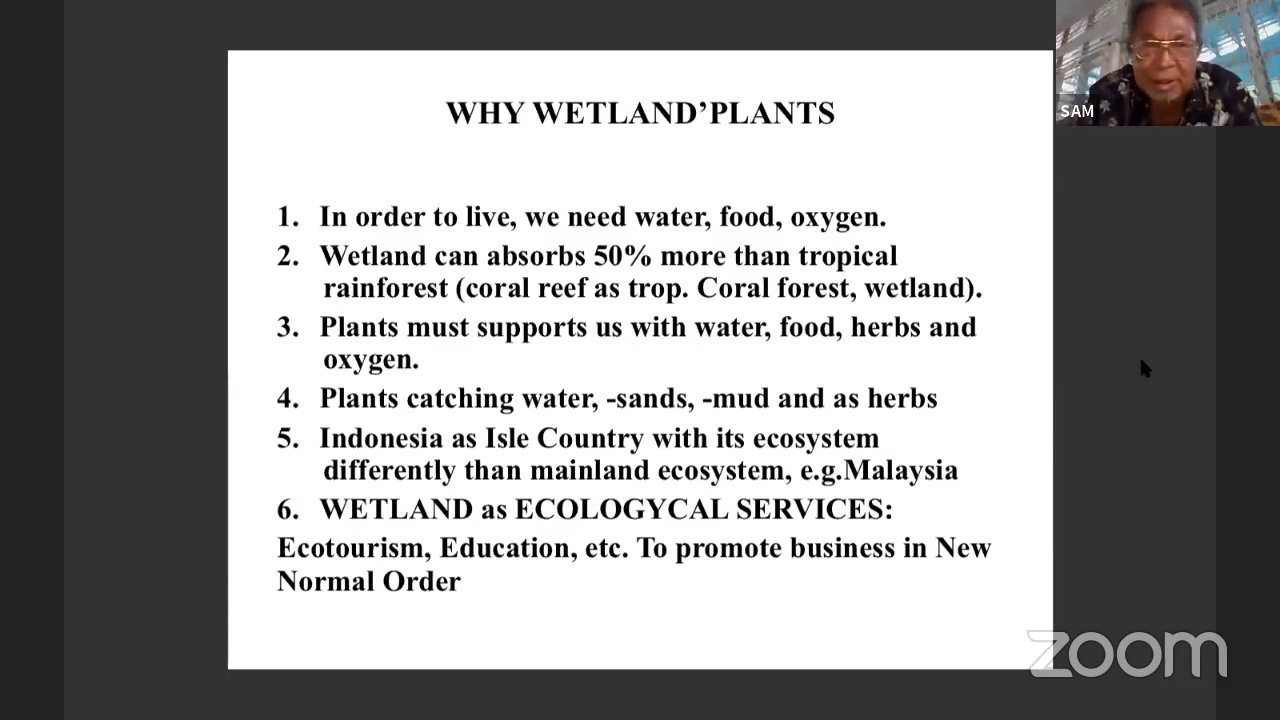 WHY WETLAND’PLANTS
SAM
1. In order to live, we need water, food, oxygen.
2. Wetland can absorbs 50% more than tropical
rainforest (coral reef as trop. Coral forest, wetland).
3. Plants must supports us with water, food, herbs and
oxygen.
4. Plants catching water, -sands, -mud and as herbs
5. Indonesia as Isle Country with its ecosystem
differently than mainland ecosystem, e.g.Malaysia
6. WETLAND as ECOLOGYCAL SERVICES:
Ecotourism, Education, etc. To promote business in New
Normal Order
zoom